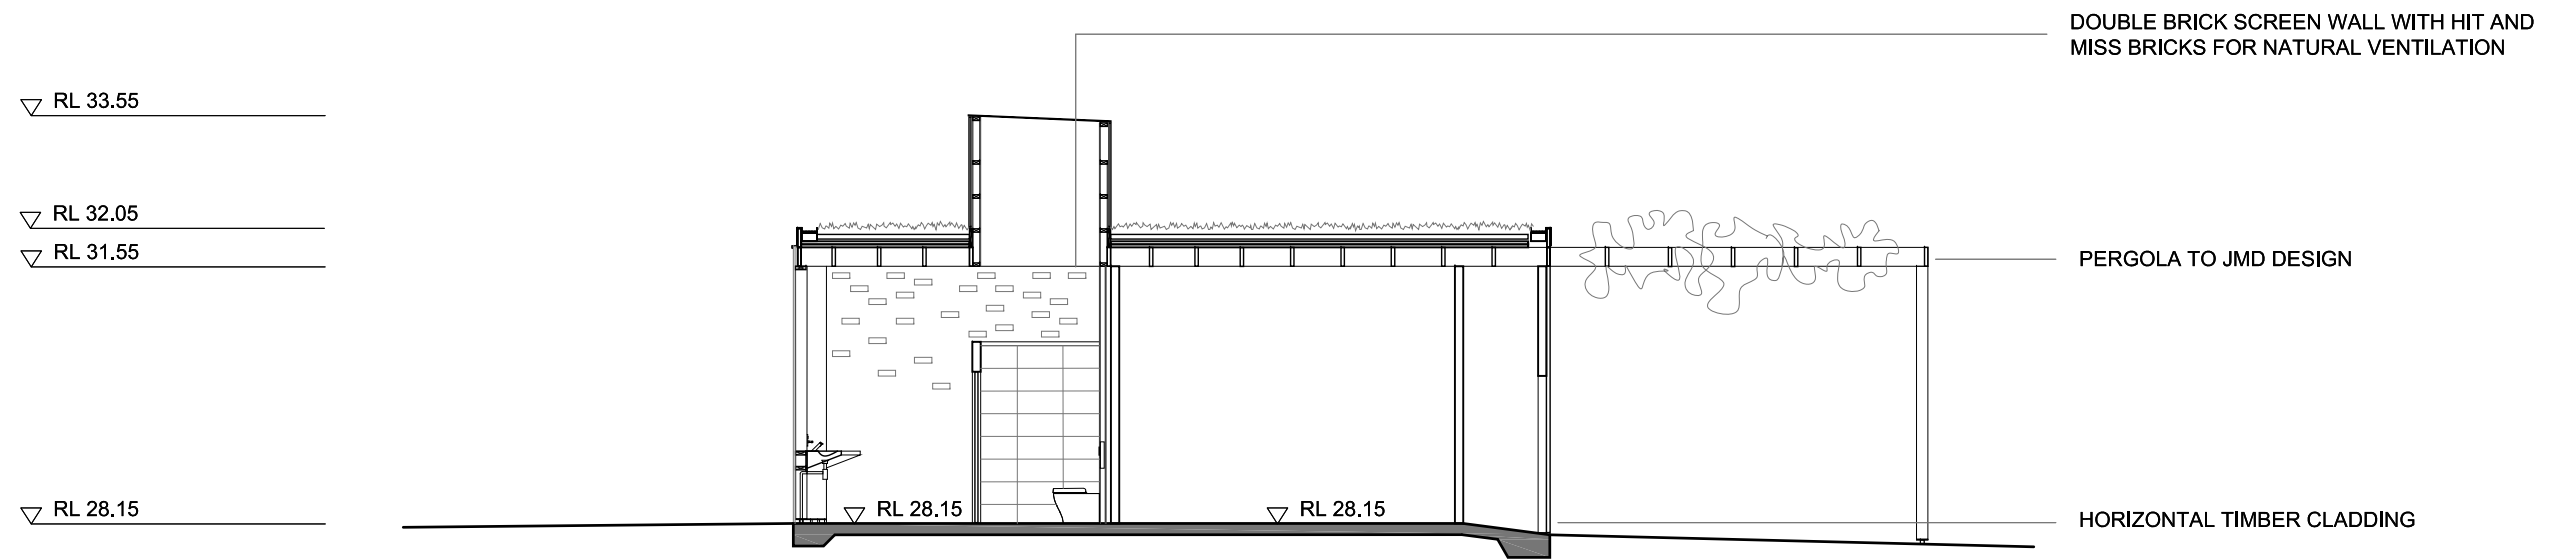 DOUBLE BRICK SCREEN WALL WITH HIT AND
MISS BRICKS FOR NATURAL VENTILATION
RL 33.55
RL 32.05
RL 31.55
PERGOLA TO JMD DESIGN
RL 28.15
RL 28.15
RL 28.15
HORIZONTAL TIMBER CLADDING